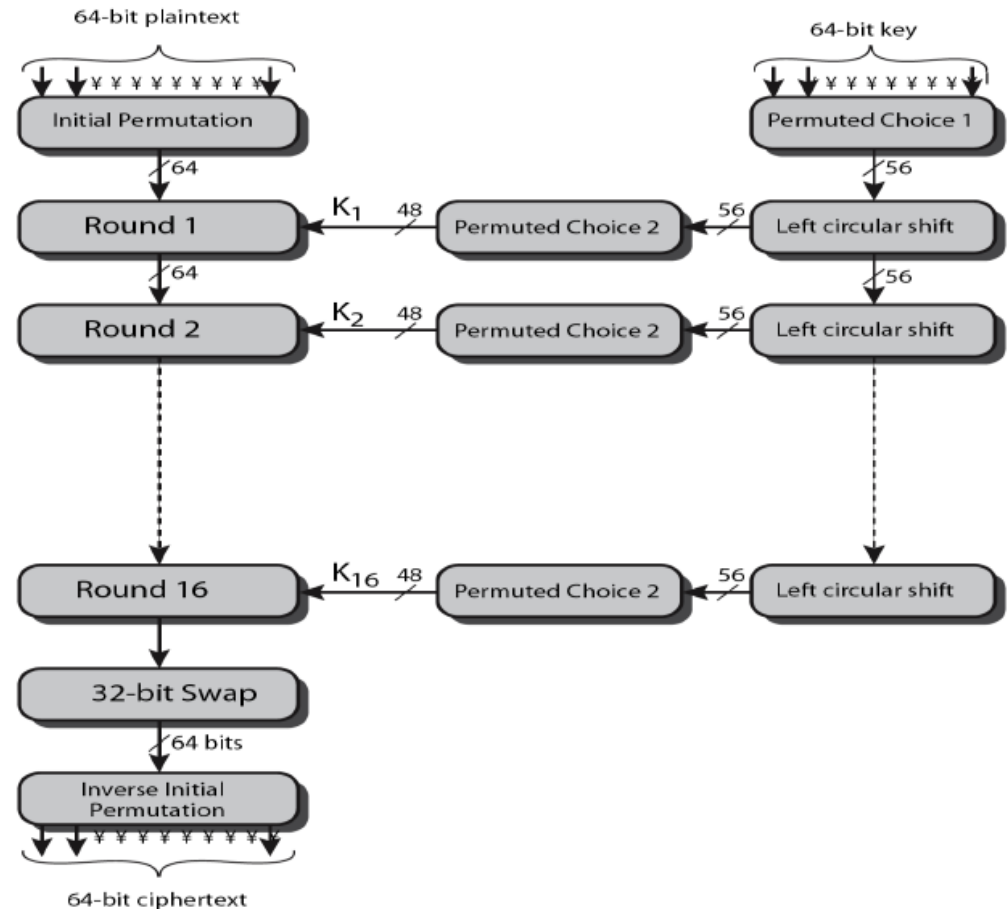 64-bit plaintext
64-bit key
¥ ¥ ¥ ¥ ¥ ¥ ¥ ¥ ¥
¥ ¥ ¥ ¥ ¥ ¥ ¥ ¥ ¥
Initial Permutation
Permuted Choice 1
64
56
Round 1
K1
48
Permuted Choice 2
56
Left circular shift
64
56
Round 2
K2
48
Permuted Choice 2
56
Left circular shift
Round 16
K16
48
Permuted Choice 2
56
Left circular shift
32-bit Swap
64 bits
Inverse Initial
Permutation
¥ ¥ ¥ ¥ ¥ ¥ ¥ ¥ ¥
64-bit ciphertext